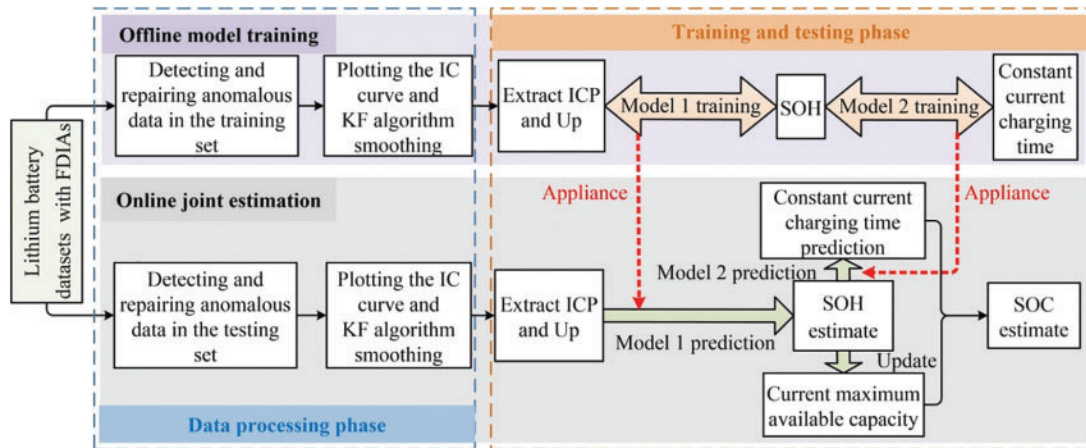 Offline model training
Training and testing phase
Lithium battery
datasets with FDIAs
Detecting and
repairing anomalous
data in the training
set
Plotting the IC
curve and
KF algorithm
smoothing
Extract ICP
and Up
Model 1 training
SOH
Model 2 training
Constant
current
charging
time
Appliance
Appliance
Online joint estimation
Detecting and
repairing anomalous
data in the testing
set
Plotting the IC
curve and
KF algorithm
smoothing
Extract ICP
and Up
Model 1 prediction
Constant current
charging time
prediction
Model 2 prediction
SOH
estimate
Update
Current maximum
available capacity
SOC
estimate
Data processing phase